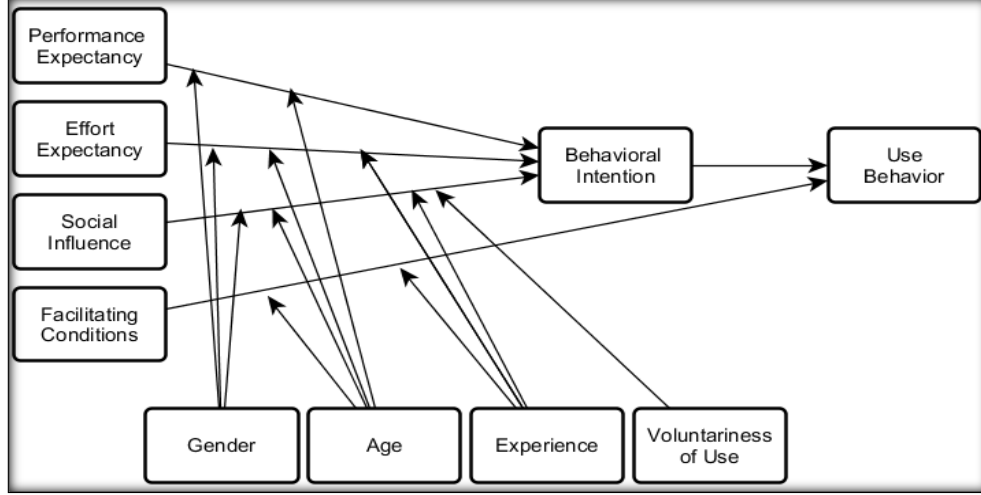 Performance
Expectancy
Effort
Expectancy
Social
Influence
Facilitating
Conditions
Behavioral
Intention
Use
Behavior
Gender
Age
Experience
Voluntariness
of Use